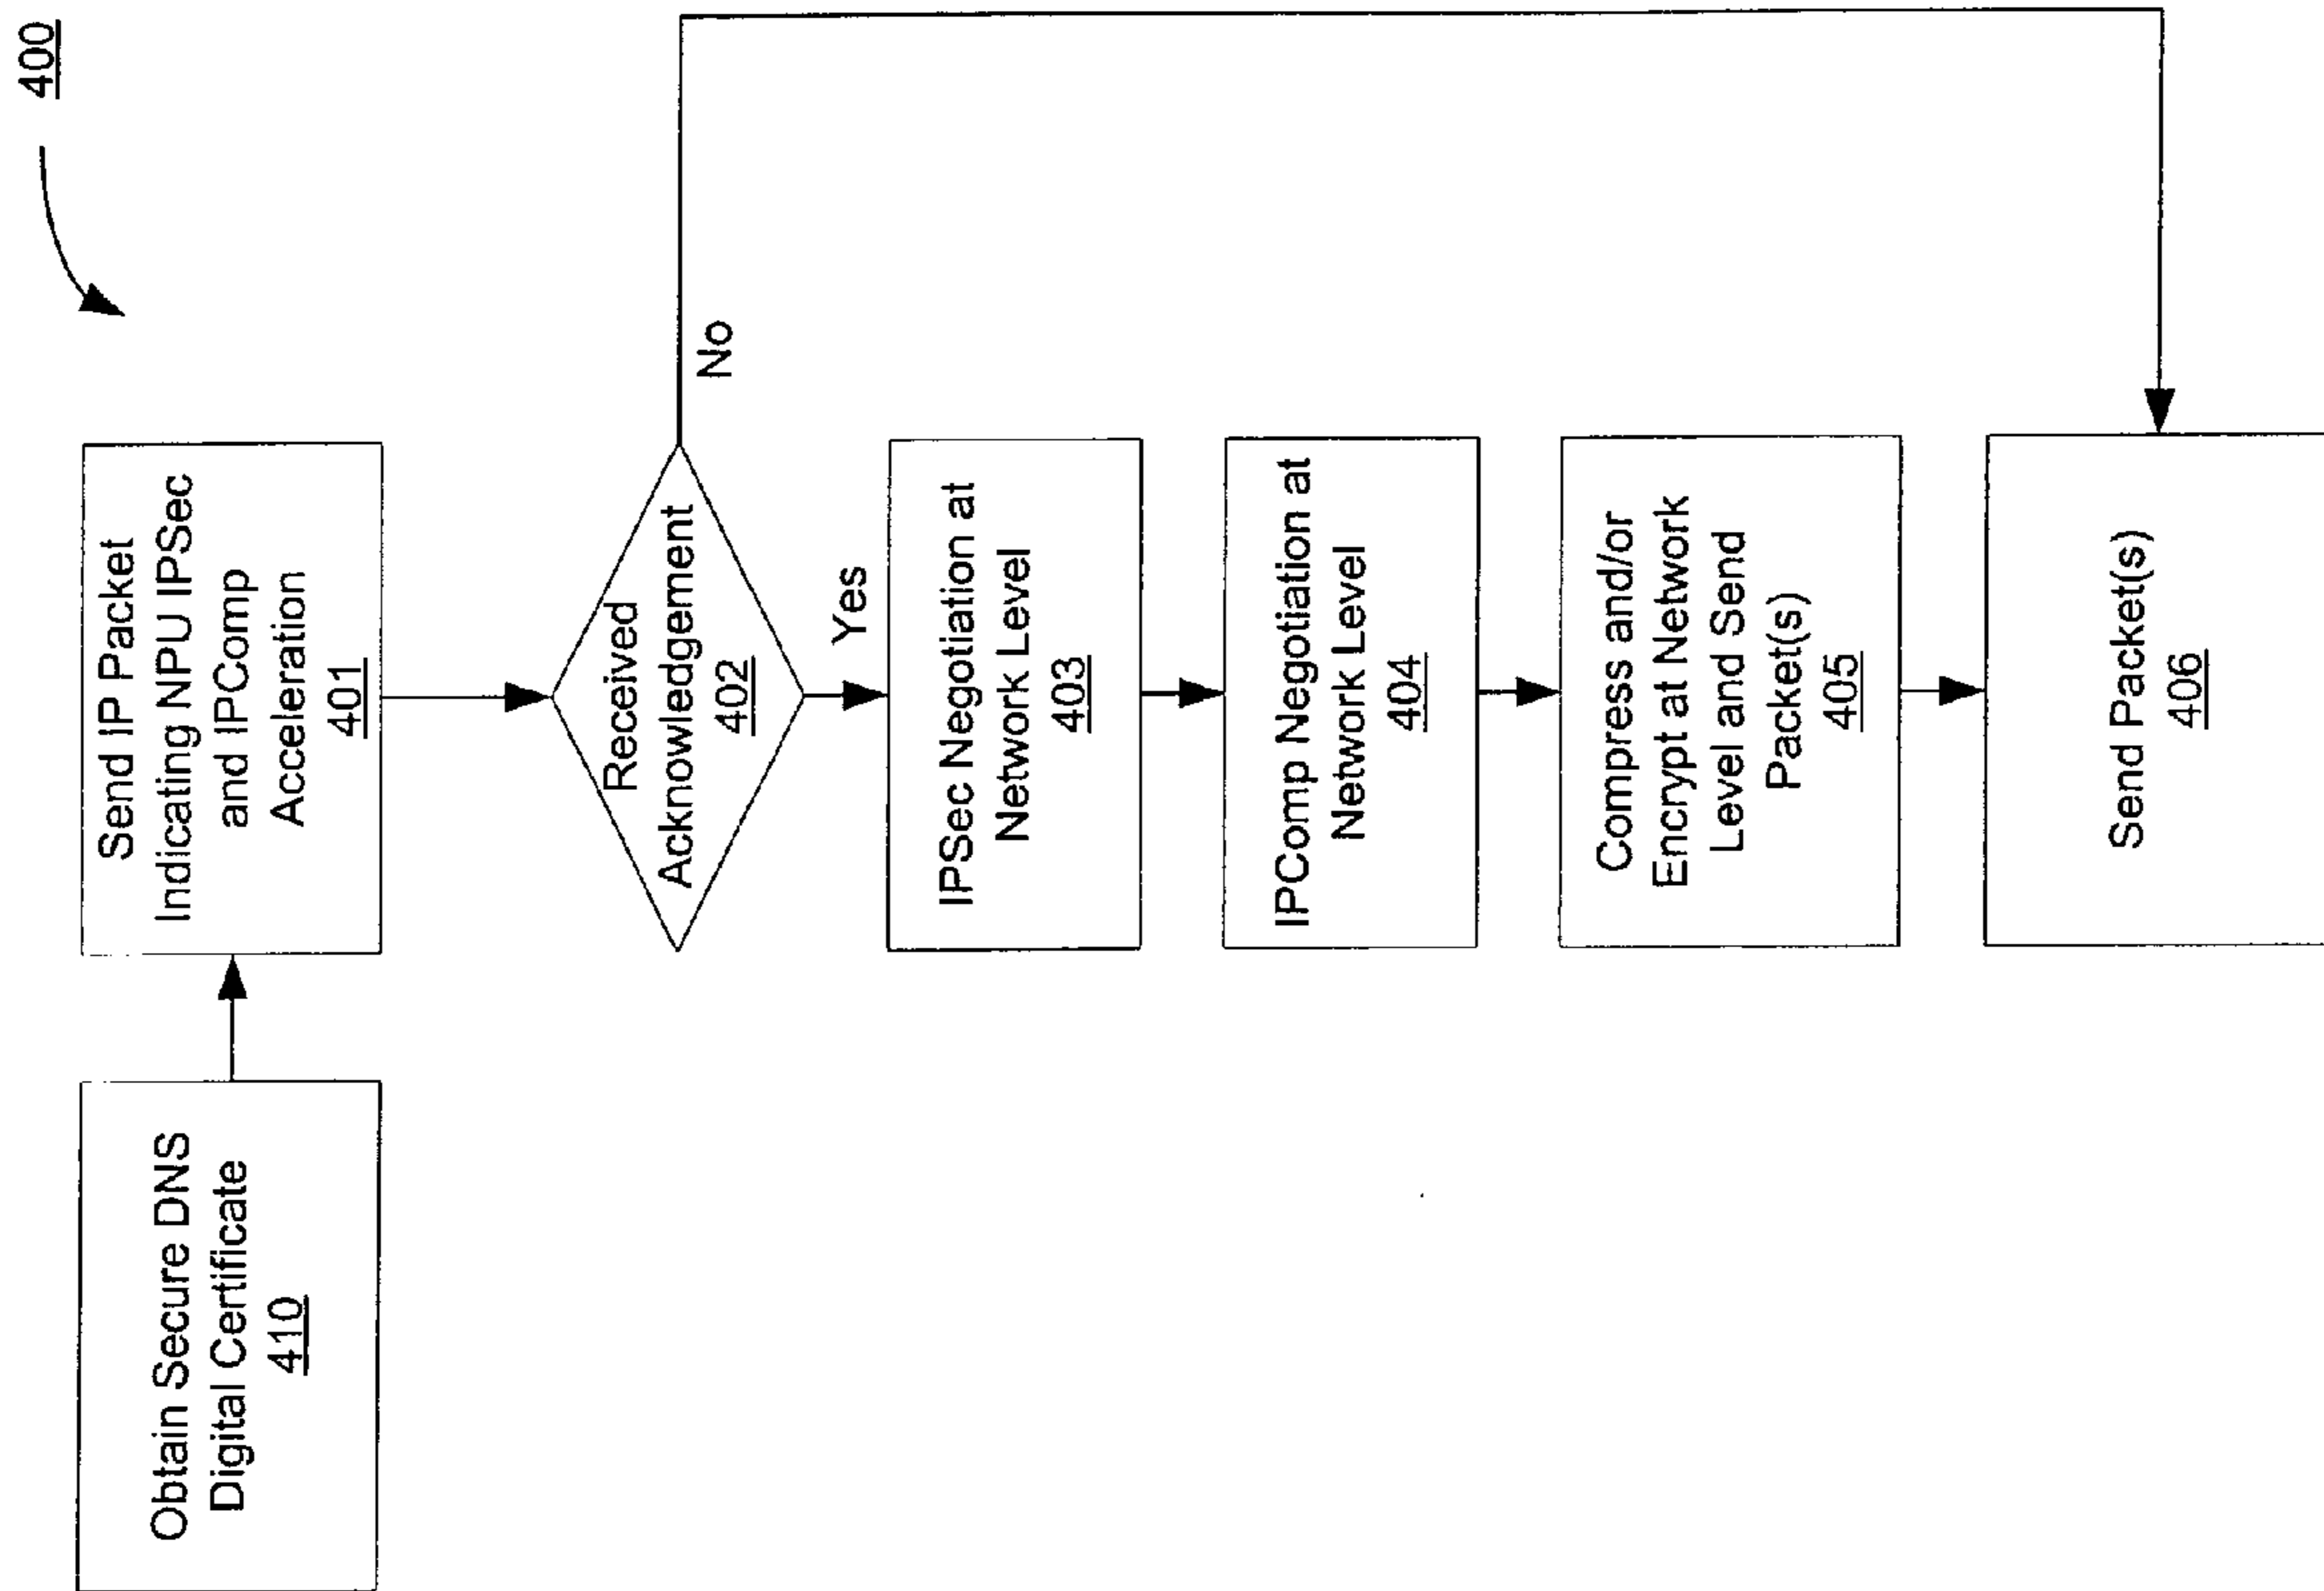 400
Obtain Secure DNS
Digital Certificate
410
Send IP Packet
Indicating NPU IPSec
and IPComp
Acceleration
401
Received
Acknowledgement
402
No
Yes
IPSec Negotiation at
Network Level
403
IPComp Negotiation at
Network Level
404
Compress and/or
Encrypt at Network
Level and Send
Packet(s)
405
Send Packet(s)
406